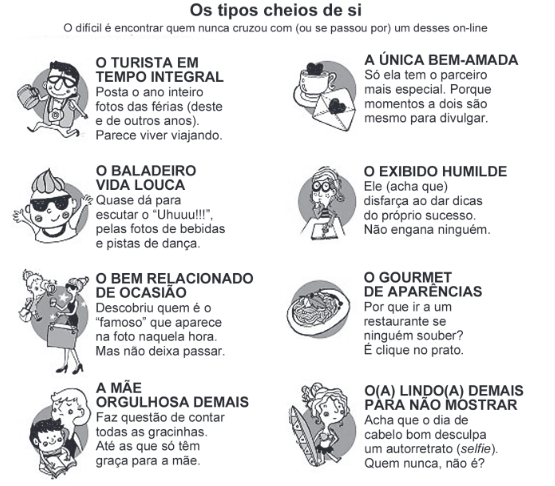 Os tipos cheios de si
O difícil é encontrar quem nunca cruzou com (ou se passou por) um desses on-line
O TURISTA EM
TEMPO INTEGRAL
Posta o ano inteiro
fotos das férias (deste
e de outros anos).
Parece viver viajando.
A ÚNICA BEM-AMADA
Só ela tem o parceiro
mais especial. Porque
momentos a dois são
mesmo para divulgar.
O BALADEIRO
VIDA LOUCA
Quase dá para
escutar o “Uhuuu!!!”,
pelas fotos de bebidas
e pistas de dança.
O EXIBIDO HUMILDE
Ele (acha que)
disfarça ao dar dicas
do próprio sucesso.
Não engana ninguém.
O BEM RELACIONADO
DE OCASIÃO
Descobriu quem é o
“famoso” que aparece
na foto naquela hora.
Mas não deixa passar.
O GOURMET
DE APARÊNCIAS
Por que ir a um
restaurante se
ninguém souber?
É clique no prato.
A MÃE
ORGULHOSA DEMAIS
Faz questão de contar
todas as gracinhas.
Até as que só têm
graça para a mãe.
O(A) LINDO(A) DEMAIS
PARA NÃO MOSTRAR
Acha que o dia de
cabelo bom desculpa
um autorretrato (selfie).
Quem nunca, não é?